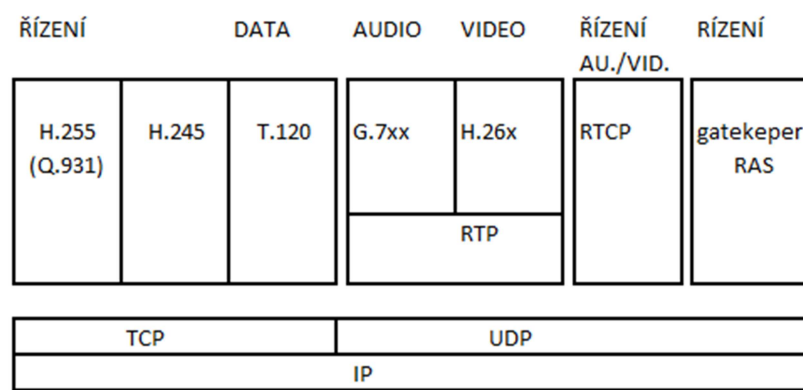 ŘÍZENÍ DATA AUDIO VIDEO ŘÍZENÍ RÍZENÍ
AU./VID.
H.255 H.245 T.120 G.7xx H.26x RTCP gatekeper
(Q.931) RAS
RTP
TCP UDP
IP